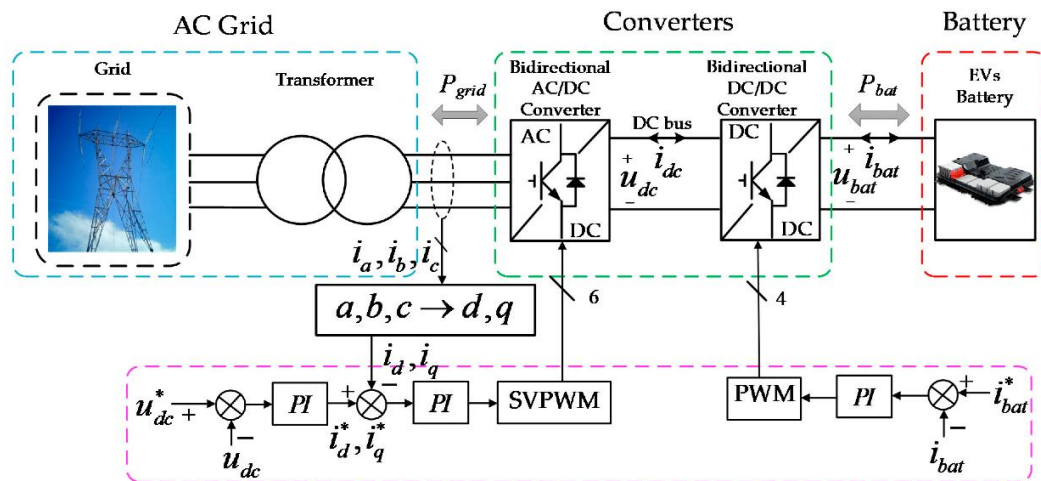 AC Grid
Converters
Battery
Grid
Transformer
P_grid
Bidirectional
AC/DC
Converter
Bidirectional
DC/DC
Converter
P_bat
EVs
Battery
AC
DC
DC bus
i_dc
+
u_dc
−
DC
DC
+
i_bat
u_bat
−
i_a, i_b, i_c
6
4
a,b,c → d,q
i_d, i_q
u*_dc
+
−
u_dc
PI
+
−
i*_d, i*_q
PI
SVPWM
PWM
PI
+
i*_bat
−
i_bat